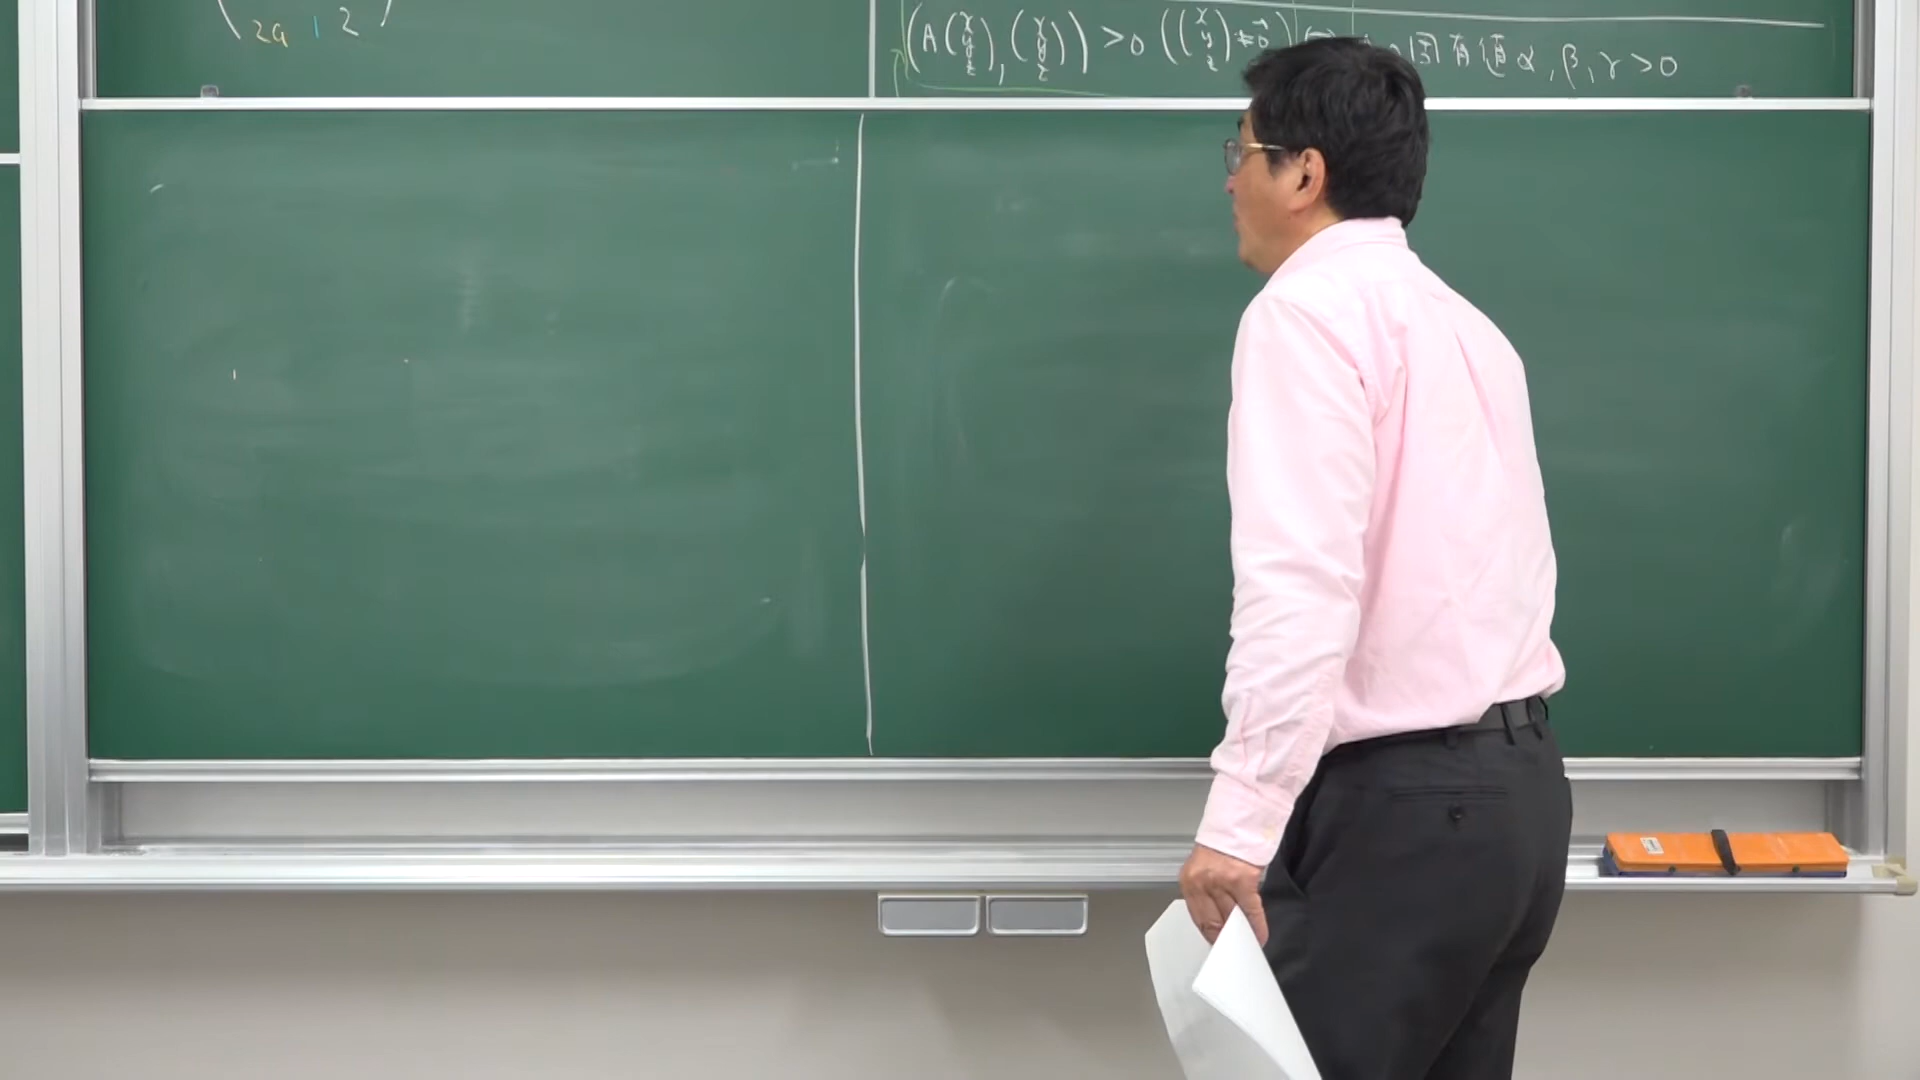 2a 1 2
(A(x y z), (x y z)) > 0 ((x y z) ≠ 0⃗) 固有値 α, β, γ > 0